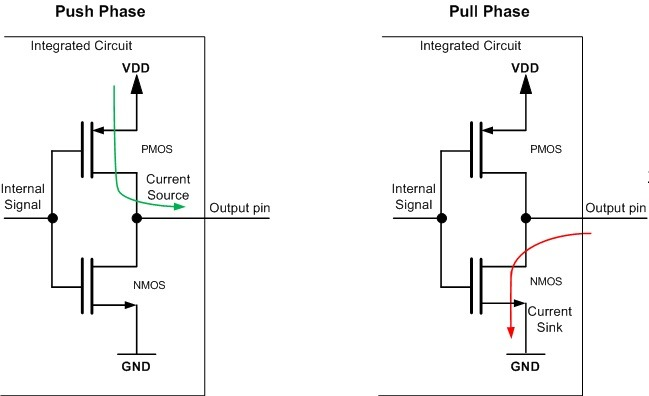 Push Phase
Integrated Circuit
VDD
PMOS
Current
Source
Internal
Signal
Output pin
NMOS
GND
Pull Phase
Integrated Circuit
VDD
PMOS
Internal
Signal
Output pin
NMOS
Current
Sink
GND